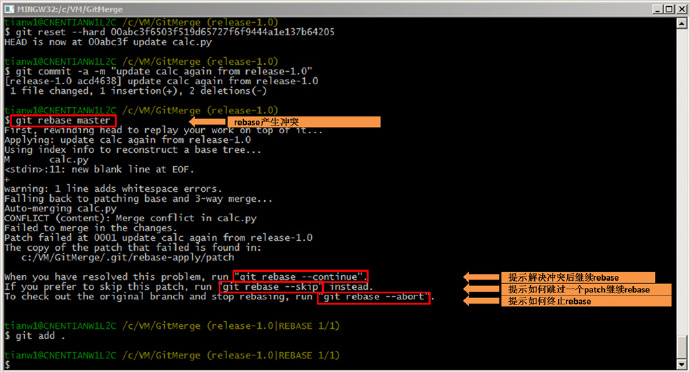 MINGW32:/c/VM/GitMerge
tianw1@CNENTIANW1L2C /c/VM/GitMerge (release-1.0)
$ git reset --hard 00abc3f6503f519d65727f6f9444a1e137b64205
HEAD is now at 00abc3f update calc.py
tianw1@CNENTIANW1L2C /c/VM/GitMerge (release-1.0)
$ git commit -a -m "update calc again from release-1.0"
[release-1.0 acd4638] update calc again from release-1.0
1 file changed, 1 insertion(+), 2 deletions(-)
tianw1@CNENTIANW1L2C /c/VM/GitMerge (release-1.0)
$ git rebase master
rebase产生冲突
First, rewinding head to replay your work on top of it...
Applying: update calc again from release-1.0
Using index info to reconstruct a base tree...
M calc.py
<stdin>:11: new blank line at EOF.
+
warning: 1 line adds whitespace errors.
Falling back to patching base and 3-way merge...
Auto-merging calc.py
CONFLICT (content): Merge conflict in calc.py
Failed to merge in the changes.
Patch failed at 0001 update calc again from release-1.0
The copy of the patch that failed is found in:
c:/VM/GitMerge/.git/rebase-apply/patch
When you have resolved this problem, run "git rebase --continue".
提示解决冲突后继续rebase
If you prefer to skip this patch, run "git rebase --skip" instead.
提示如何跳过一个patch继续rebase
To check out the original branch and stop rebasing, run "git rebase --abort".
提示如何终止rebase
tianw1@CNENTIANW1L2C /c/VM/GitMerge (release-1.0|REBASE 1/1)
$ git add .
tianw1@CNENTIANW1L2C /c/VM/GitMerge (release-1.0|REBASE 1/1)
$